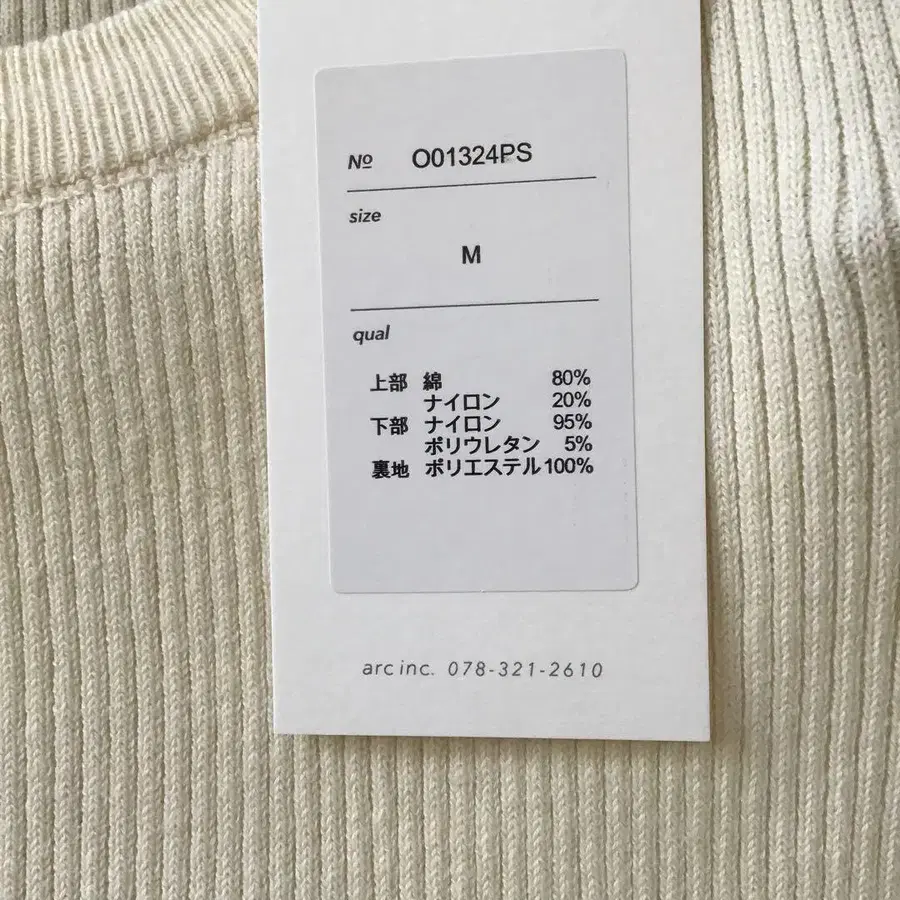 № O01324PS
size
M
qual
上部 綿 80%
ナイロン 20%
下部 ナイロン 95%
ポリウレタン 5%
裏地 ポリエステル 100%
arc inc. 078-321-2610